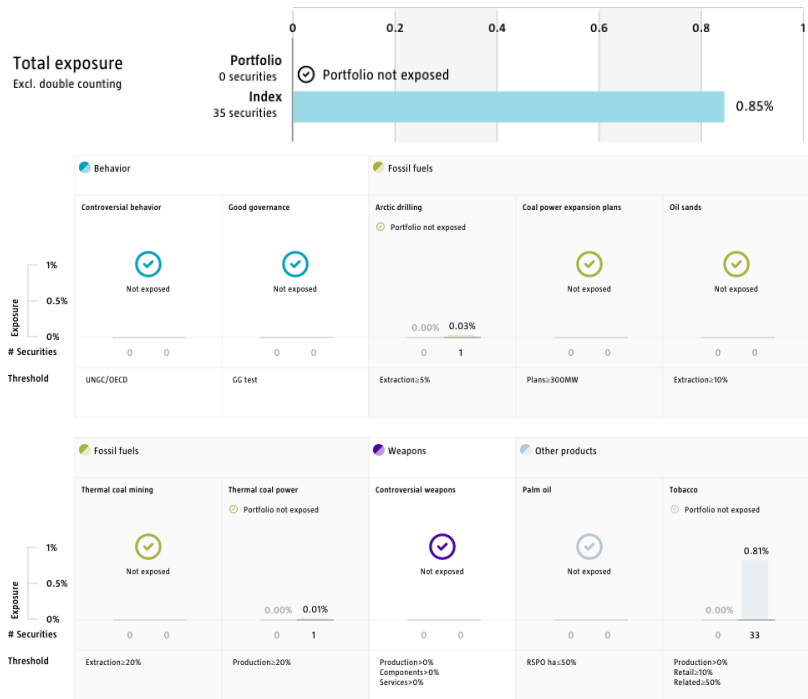 0 0.2 0.4 0.6 0.8 1
Total exposure
Excl. double counting
Portfolio
0 securities
Portfolio not exposed
Index
35 securities
0.85%
Behavior
Fossil fuels
Controversial behavior
Good governance
Arctic drilling
Coal power expansion plans
Oil sands
Portfolio not exposed
Exposure
1%
0.5%
0%
Not exposed
Not exposed
0.00% 0.03%
Not exposed
Not exposed
# Securities
0 0
0 0
0 1
0 0
0 0
Threshold
UNGC/OECD
GG test
Extraction≥5%
Plans≥300MW
Extraction≥10%
Fossil fuels
Weapons
Other products
Thermal coal mining
Thermal coal power
Controversial weapons
Palm oil
Tobacco
Portfolio not exposed
Portfolio not exposed
Exposure
1%
0.5%
0%
Not exposed
0.00% 0.01%
Not exposed
Not exposed
0.00% 0.81%
# Securities
0 0
0 1
0 0
0 0
0 33
Threshold
Extraction≥20%
Production≥20%
Production>0%
Components>0%
Services>0%
RSPO ha≤50%
Production>0%
Retail≥10%
Related≥50%